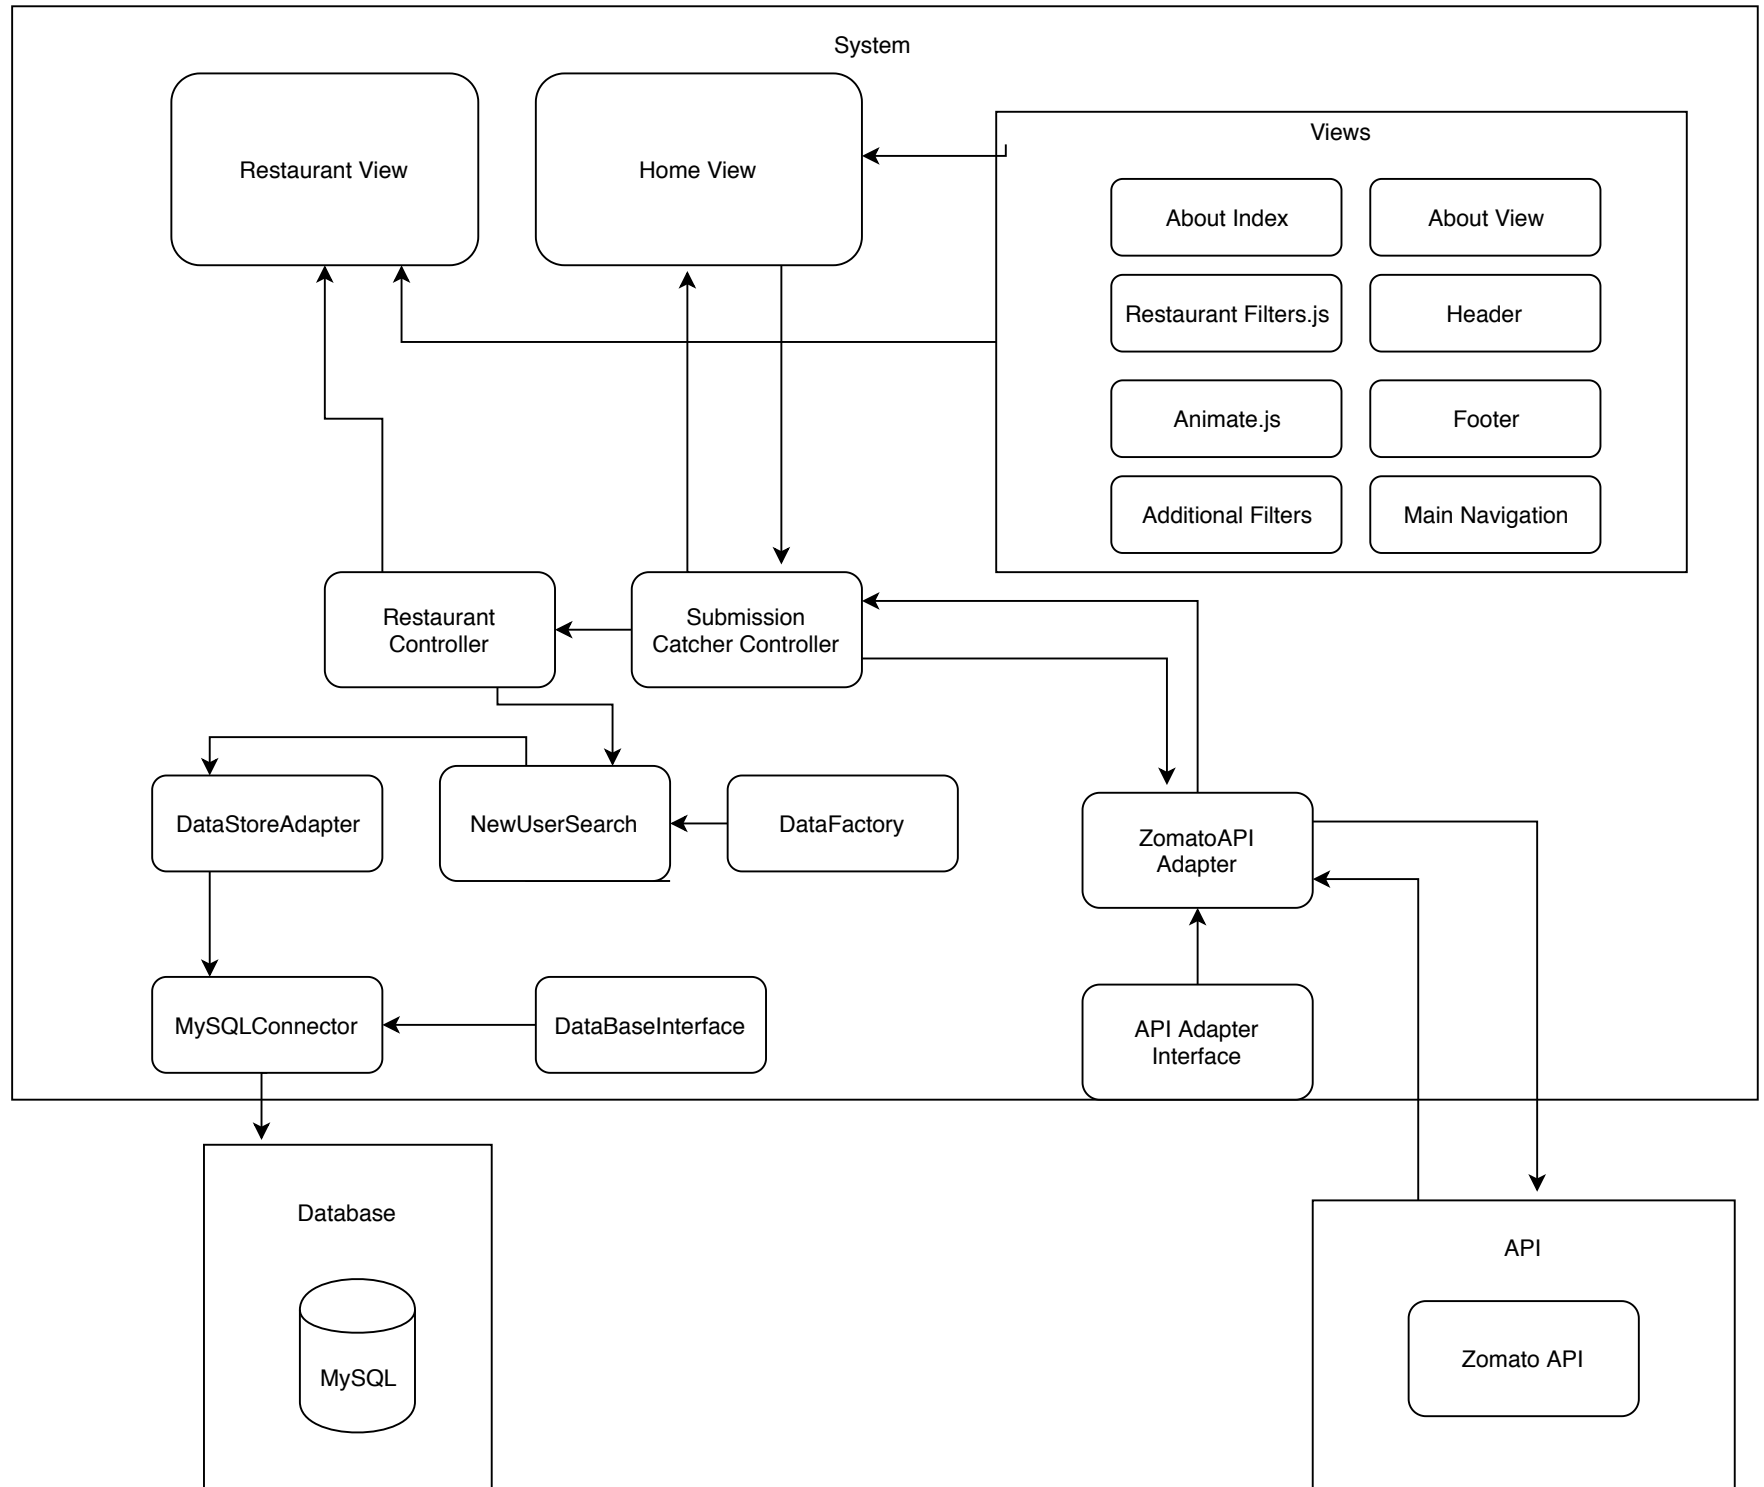 System
Restaurant View
Home View
Views
About Index
About View
Restaurant Filters.js
Header
Animate.js
Footer
Additional Filters
Main Navigation
Restaurant
Controller
Submission
Catcher Controller
DataStoreAdapter
NewUserSearch
DataFactory
ZomatoAPI
Adapter
MySQLConnector
DataBaseInterface
API Adapter
Interface
Database
MySQL
API
Zomato API